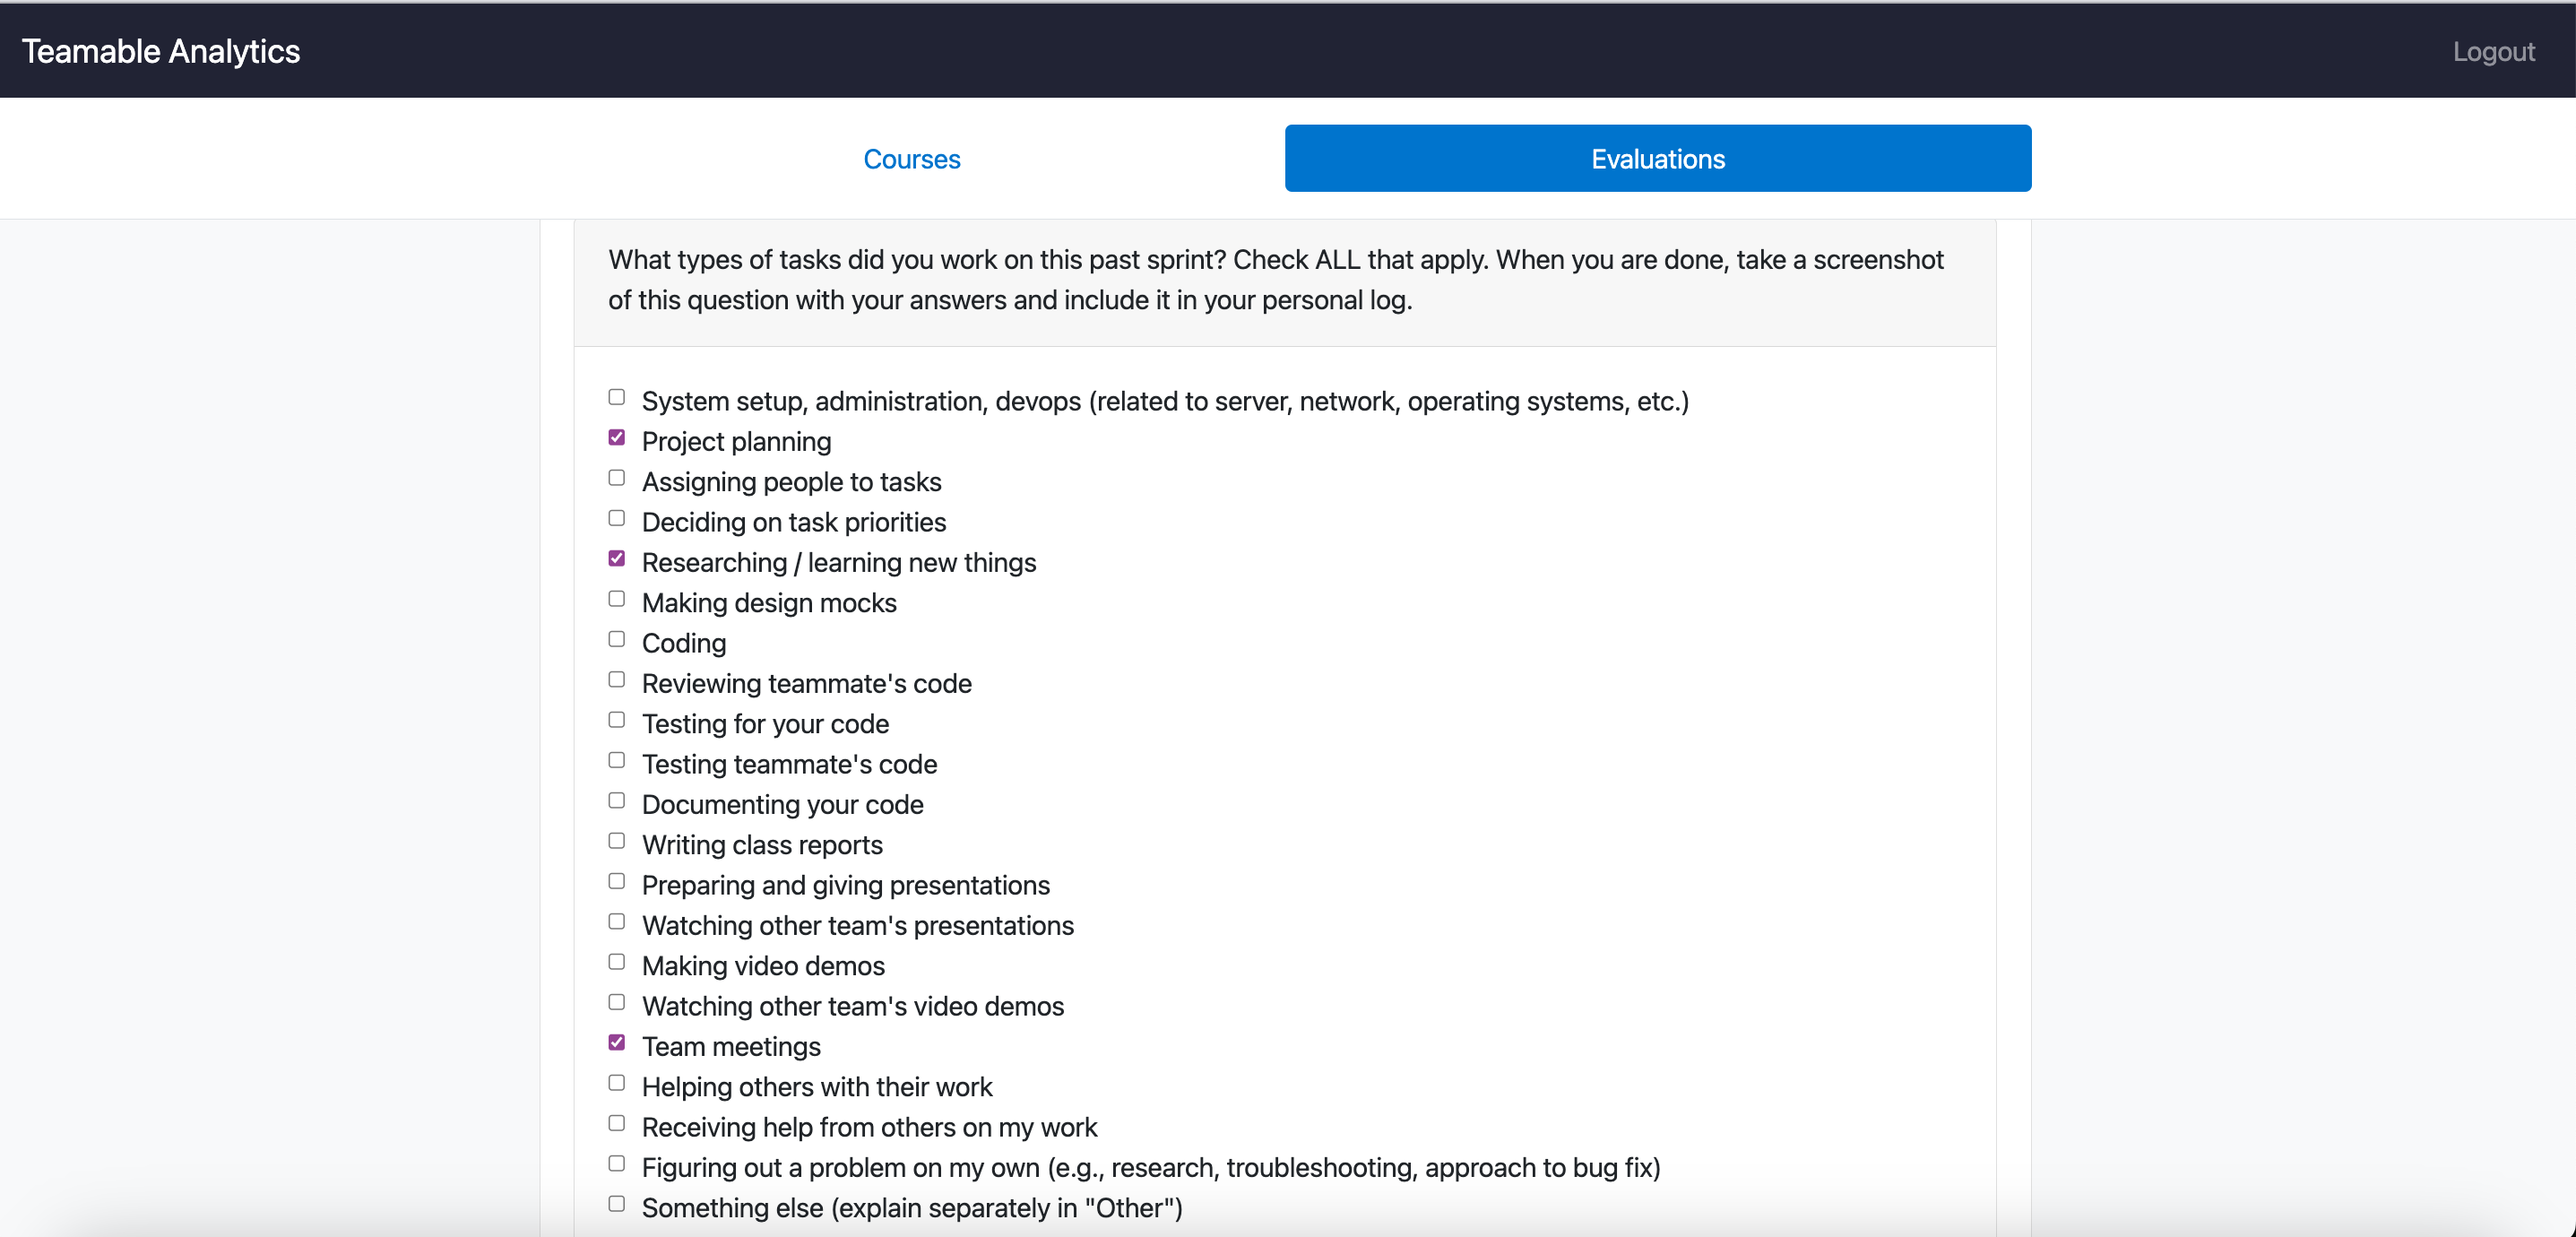 Teamable Analytics
Logout
Courses
Evaluations
What types of tasks did you work on this past sprint? Check ALL that apply. When you are done, take a screenshot
of this question with your answers and include it in your personal log.
System setup, administration, devops (related to server, network, operating systems, etc.)
Project planning
Assigning people to tasks
Deciding on task priorities
Researching / learning new things
Making design mocks
Coding
Reviewing teammate's code
Testing for your code
Testing teammate's code
Documenting your code
Writing class reports
Preparing and giving presentations
Watching other team's presentations
Making video demos
Watching other team's video demos
Team meetings
Helping others with their work
Receiving help from others on my work
Figuring out a problem on my own (e.g., research, troubleshooting, approach to bug fix)
Something else (explain separately in "Other")